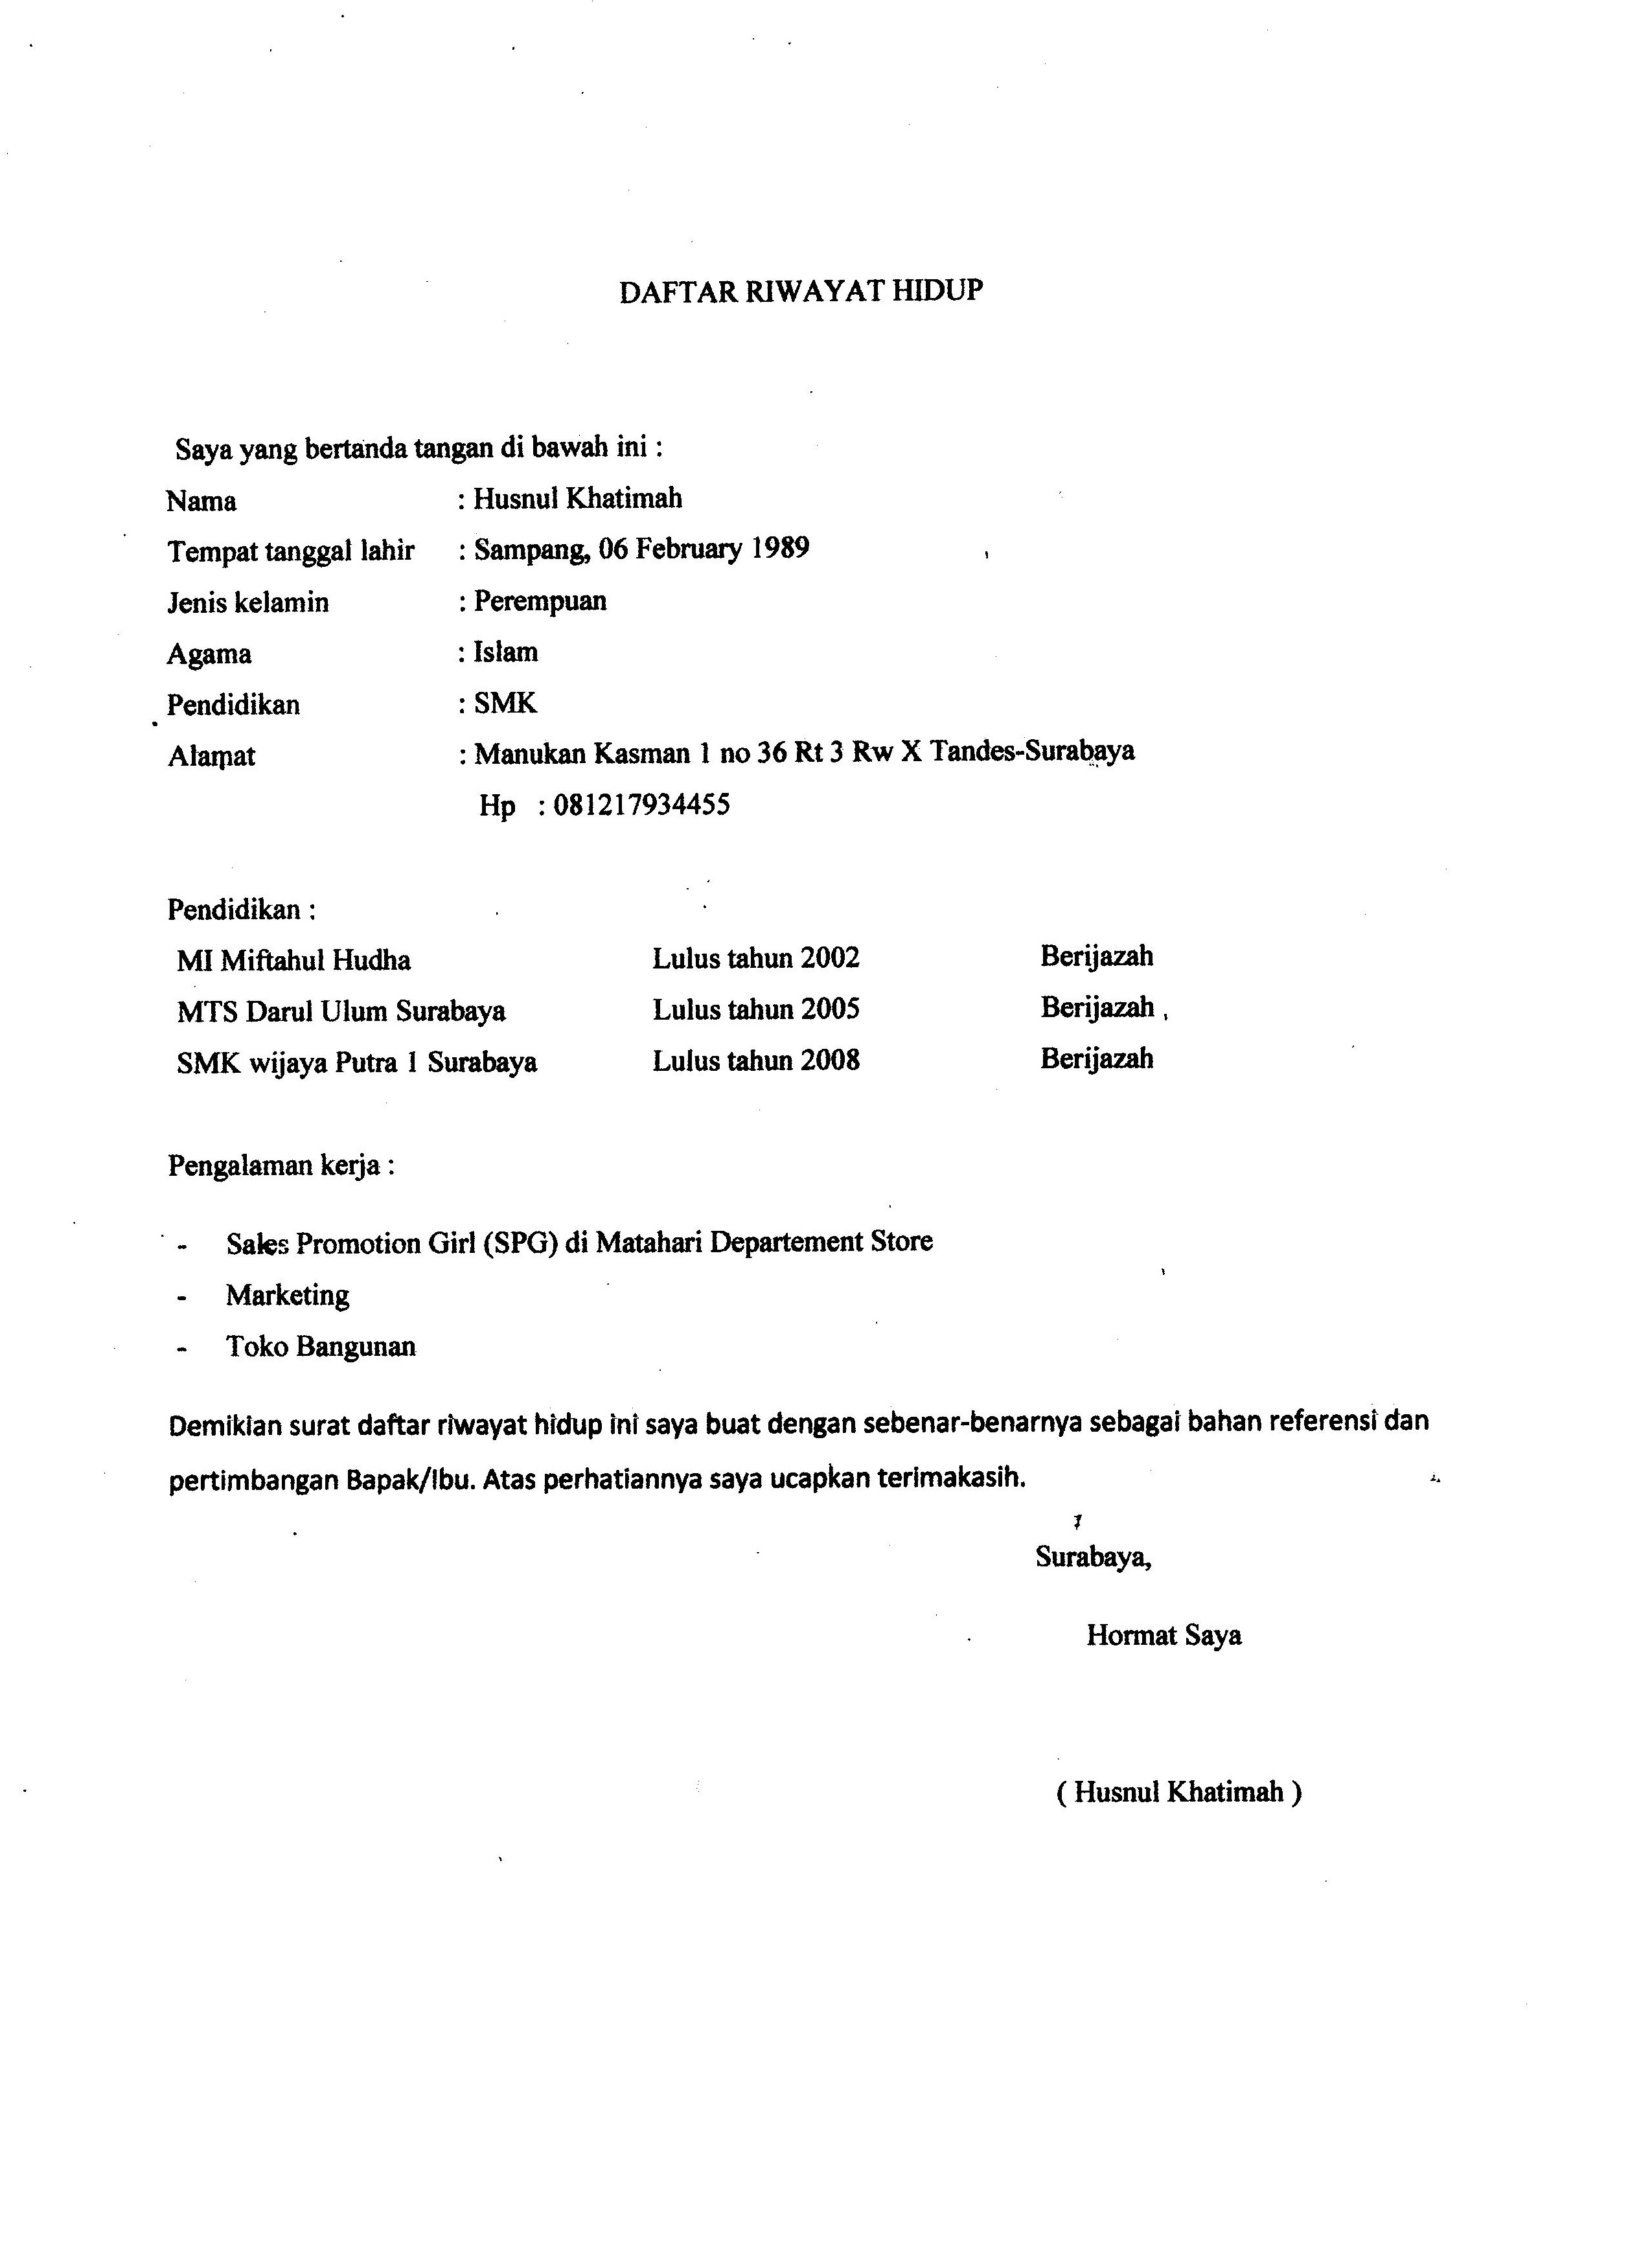 DAFTAR RIWAYAT HIDUP
Saya yang bertanda tangan di bawah ini :
Nama : Husnul Khatimah
Tempat tanggal lahir : Sampang, 06 February 1989
Jenis kelamin : Perempuan
Agama : Islam
Pendidikan : SMK
Alamat : Manukan Kasman 1 no 36 Rt 3 Rw X Tandes-Surabaya
Hp : 081217934455
Pendidikan :
MI Miftahul Hudha Lulus tahun 2002 Berijazah
MTS Darul Ulum Surabaya Lulus tahun 2005 Berijazah
SMK wijaya Putra 1 Surabaya Lulus tahun 2008 Berijazah
Pengalaman kerja :
- Sales Promotion Girl (SPG) di Matahari Departement Store
- Marketing
- Toko Bangunan
Demikian surat daftar riwayat hidup ini saya buat dengan sebenar-benarnya sebagai bahan referensi dan
pertimbangan Bapak/Ibu. Atas perhatiannya saya ucapkan terimakasih.
Surabaya,
Hormat Saya
( Husnul Khatimah )